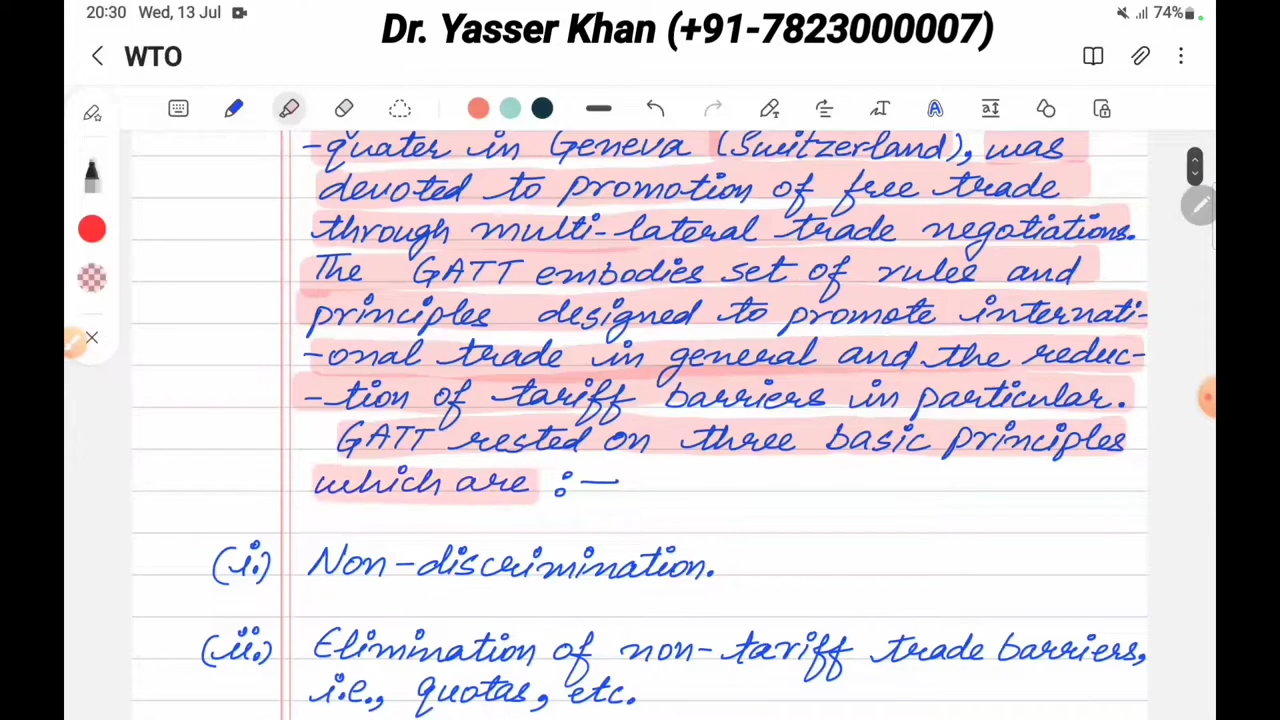 20:30 Wed, 13 Jul
74%
Dr. Yasser Khan (+91-7823000007)
WTO
-quater in Geneva (Switzerland), was
devoted to promotion of free trade
through multi-lateral trade negotiations.
The GATT embodies set of rules and
principles designed to promote internati-
-onal trade in general and the reduc-
-tion of tariff barriers in particular.
GATT rested on three basic principles
which are :—
(i.) Non-discrimination.
(ii.) Elimination of non-tariff trade barriers,
i.e., quotas, etc.